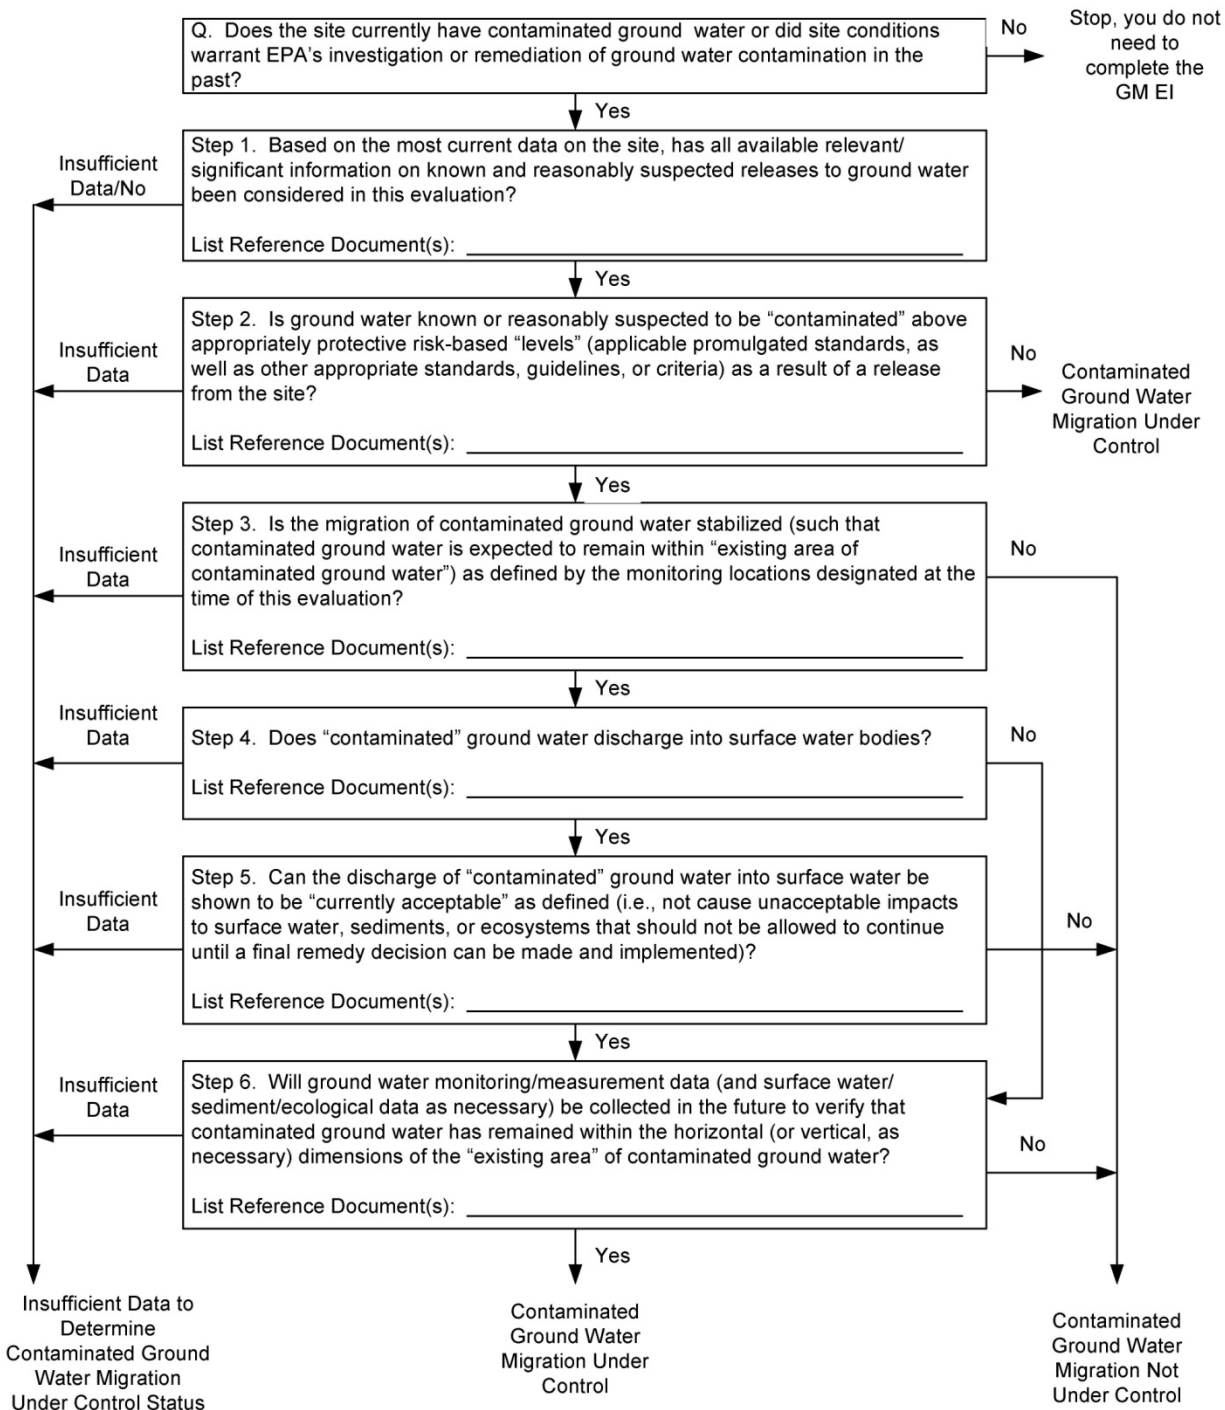 Q. Does the site currently have contaminated ground water or did site conditions
warrant EPA's investigation or remediation of ground water contamination in the
past?
No
Stop, you do not
need to
complete the
GM EI
Yes
Insufficient
Data/No
Step 1. Based on the most current data on the site, has all available relevant/
significant information on known and reasonably suspected releases to ground water
been considered in this evaluation?
List Reference Document(s):
Yes
Insufficient
Data
Step 2. Is ground water known or reasonably suspected to be “contaminated” above
appropriately protective risk-based “levels” (applicable promulgated standards, as
well as other appropriate standards, guidelines, or criteria) as a result of a release
from the site?
List Reference Document(s):
No
Contaminated
Ground Water
Migration Under
Control
Yes
Insufficient
Data
Step 3. Is the migration of contaminated ground water stabilized (such that
contaminated ground water is expected to remain within “existing area of
contaminated ground water”) as defined by the monitoring locations designated at the
time of this evaluation?
List Reference Document(s):
No
Yes
Insufficient
Data
Step 4. Does “contaminated” ground water discharge into surface water bodies?
List Reference Document(s):
No
Yes
Insufficient
Data
Step 5. Can the discharge of “contaminated” ground water into surface water be
shown to be “currently acceptable” as defined (i.e., not cause unacceptable impacts
to surface water, sediments, or ecosystems that should not be allowed to continue
until a final remedy decision can be made and implemented)?
List Reference Document(s):
No
Yes
Insufficient
Data
Step 6. Will ground water monitoring/measurement data (and surface water/
sediment/ecological data as necessary) be collected in the future to verify that
contaminated ground water has remained within the horizontal (or vertical, as
necessary) dimensions of the “existing area” of contaminated ground water?
List Reference Document(s):
No
Yes
Insufficient Data to
Determine
Contaminated Ground
Water Migration
Under Control Status
Contaminated
Ground Water
Migration Under
Control
Contaminated
Ground Water
Migration Not
Under Control